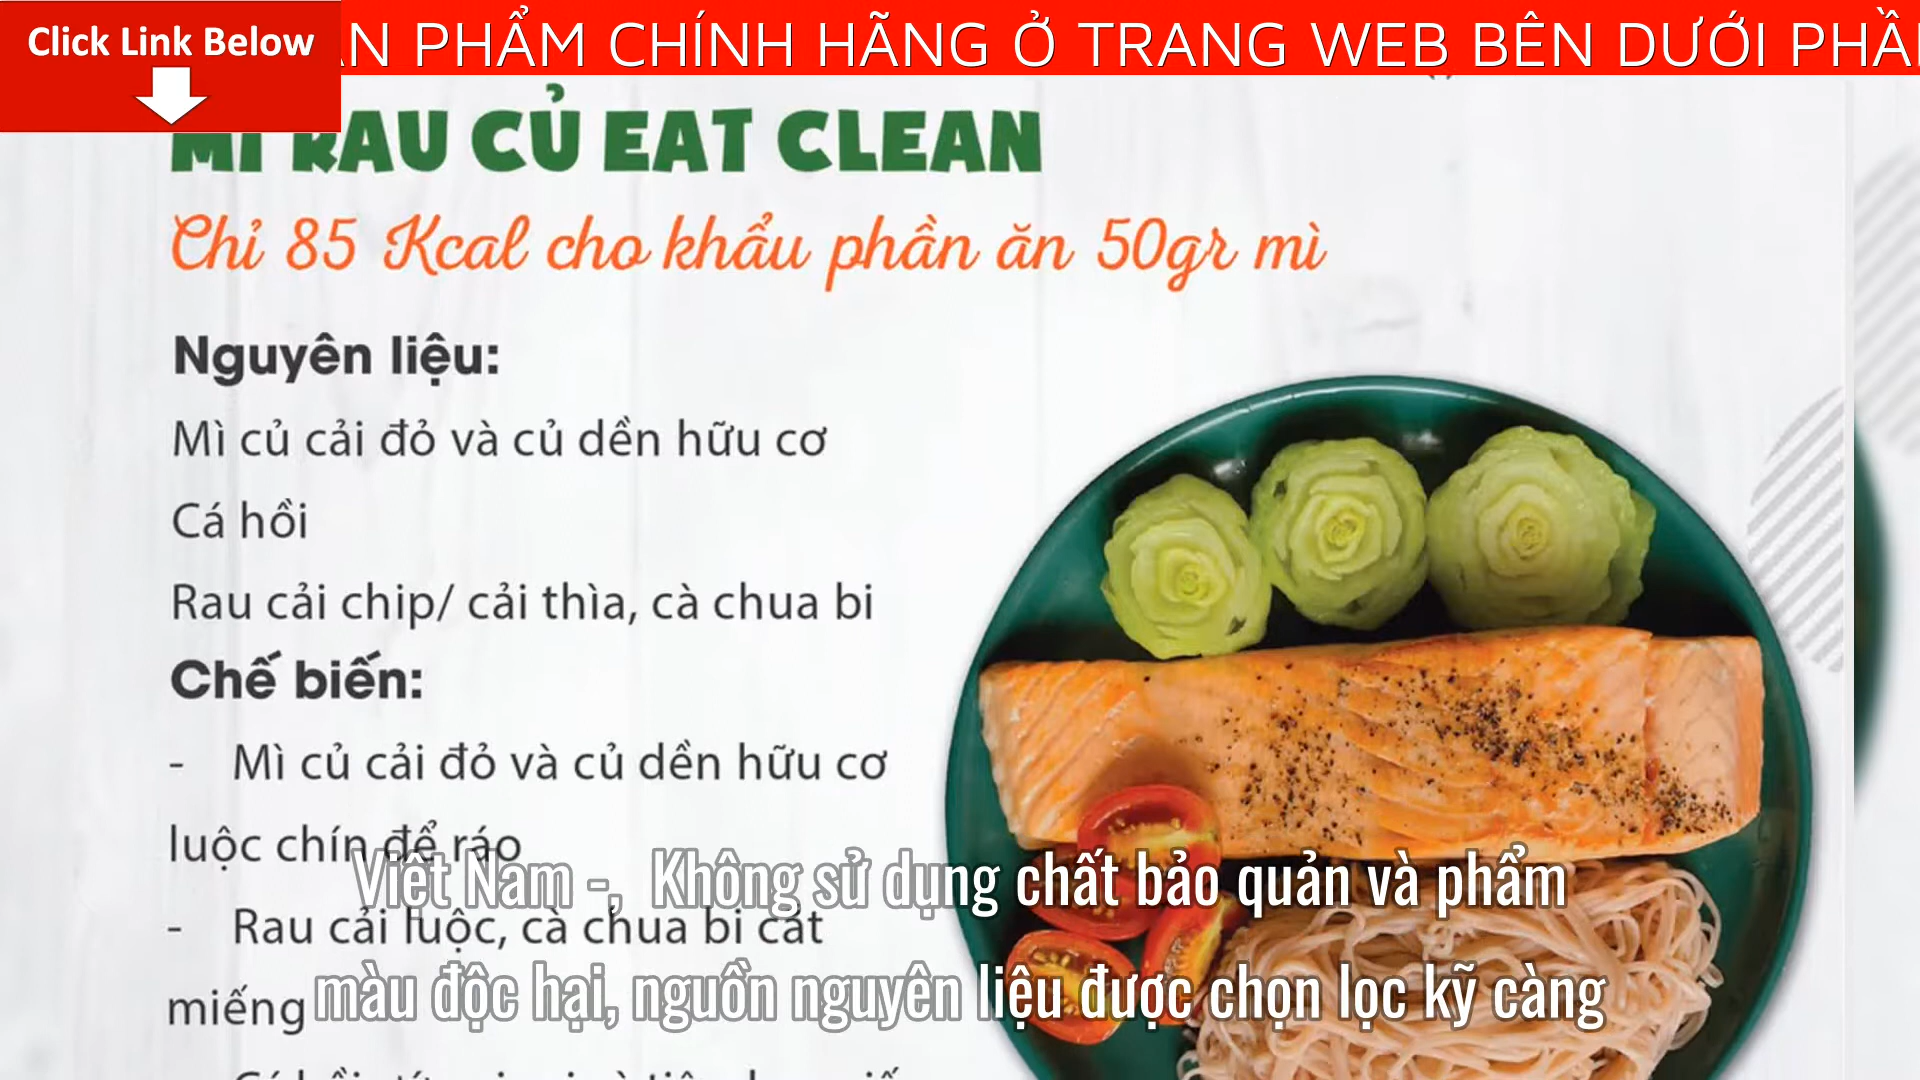 Click Link Below
N PHẨM CHÍNH HÃNG Ở TRANG WEB BÊN DƯỚI PHẦ
MÌ RAU CỦ EAT CLEAN
Chỉ 85 Kcal cho khẩu phần ăn 50gr mì
Nguyên liệu:
Mì củ cải đỏ và củ dền hữu cơ
Cá hồi
Rau cải chip/ cải thìa, cà chua bi
Chế biến:
- Mì củ cải đỏ và củ dền hữu cơ
luộc chín để ráo
- Rau cải luộc, cà chua bi cắt
miếng
Việt Nam -, Không sử dụng chất bảo quản và phẩm
màu độc hại, nguồn nguyên liệu được chọn lọc kỹ càng